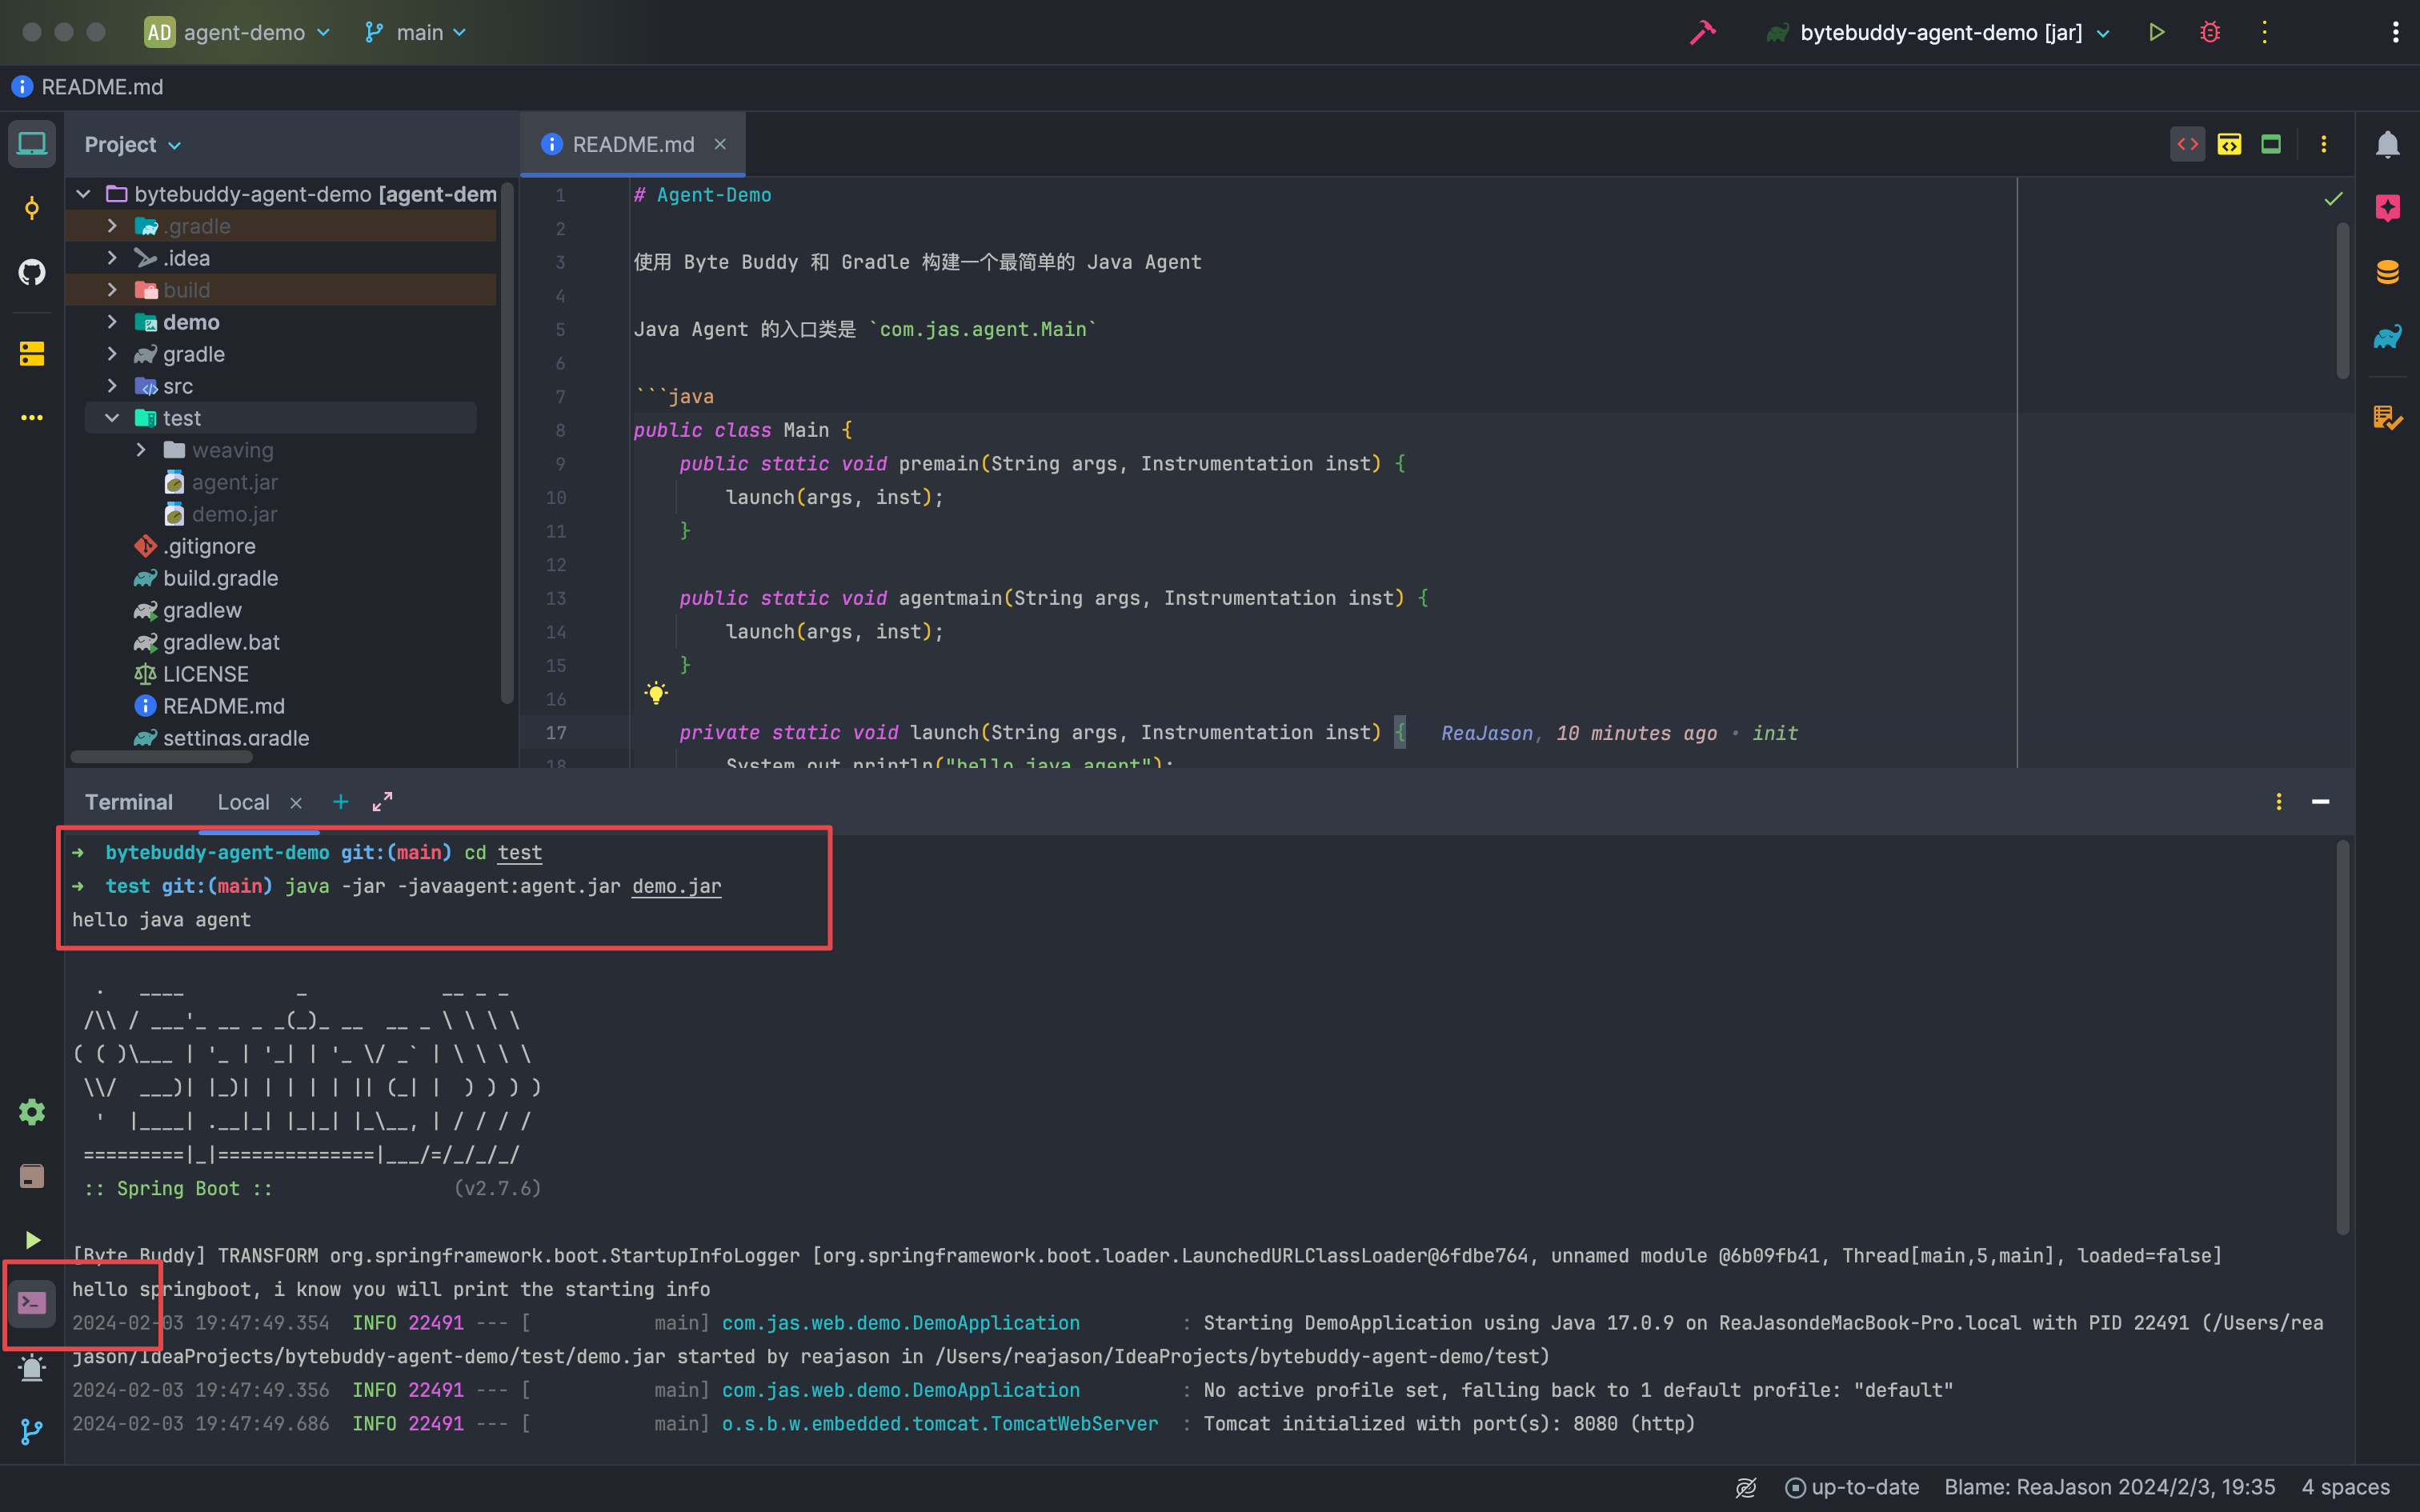 AD agent-demo main bytebuddy-agent-demo [jar]
README.md
Project README.md
bytebuddy-agent-demo [agent-dem
.gradle
.idea
build
demo
gradle
src
test
weaving
agent.jar
demo.jar
.gitignore
build.gradle
gradlew
gradlew.bat
LICENSE
README.md
settings.gradle
1 # Agent-Demo
2
3 使用 Byte Buddy 和 Gradle 构建一个最简单的 Java Agent
4
5 Java Agent 的入口类是 `com.jas.agent.Main`
6
7 ```java
8 public class Main {
9 public static void premain(String args, Instrumentation inst) {
10 launch(args, inst);
11 }
12
13 public static void agentmain(String args, Instrumentation inst) {
14 launch(args, inst);
15 }
16
17 private static void launch(String args, Instrumentation inst) { ReaJason, 10 minutes ago · init
18 System.out.println("hello java agent");
Terminal Local
➜ bytebuddy-agent-demo git:(main) cd test
➜ test git:(main) java -jar -javaagent:agent.jar demo.jar
hello java agent
  .   ____          _            __ _ _
 /\\ / ___'_ __ _ _(_)_ __  __ _ \ \ \ \
( ( )\___ | '_ | '_| | '_ \/ _` | \ \ \ \
 \\/  ___)| |_)| | | | | || (_| |  ) ) ) )
  '  |____| .__|_| |_|_| |_\__, | / / / /
 =========|_|==============|___/=/_/_/_/
 :: Spring Boot ::                (v2.7.6)
[Byte Buddy] TRANSFORM org.springframework.boot.StartupInfoLogger [org.springframework.boot.loader.LaunchedURLClassLoader@6fdbe764, unnamed module @6b09fb41, Thread[main,5,main], loaded=false]
hello springboot, i know you will print the starting info
2024-02-03 19:47:49.354  INFO 22491 --- [           main] com.jas.web.demo.DemoApplication         : Starting DemoApplication using Java 17.0.9 on ReaJasondeMacBook-Pro.local with PID 22491 (/Users/rea
jason/IdeaProjects/bytebuddy-agent-demo/test/demo.jar started by reajason in /Users/reajason/IdeaProjects/bytebuddy-agent-demo/test)
2024-02-03 19:47:49.356  INFO 22491 --- [           main] com.jas.web.demo.DemoApplication         : No active profile set, falling back to 1 default profile: "default"
2024-02-03 19:47:49.686  INFO 22491 --- [           main] o.s.b.w.embedded.tomcat.TomcatWebServer  : Tomcat initialized with port(s): 8080 (http)
up-to-date Blame: ReaJason 2024/2/3, 19:35 4 spaces